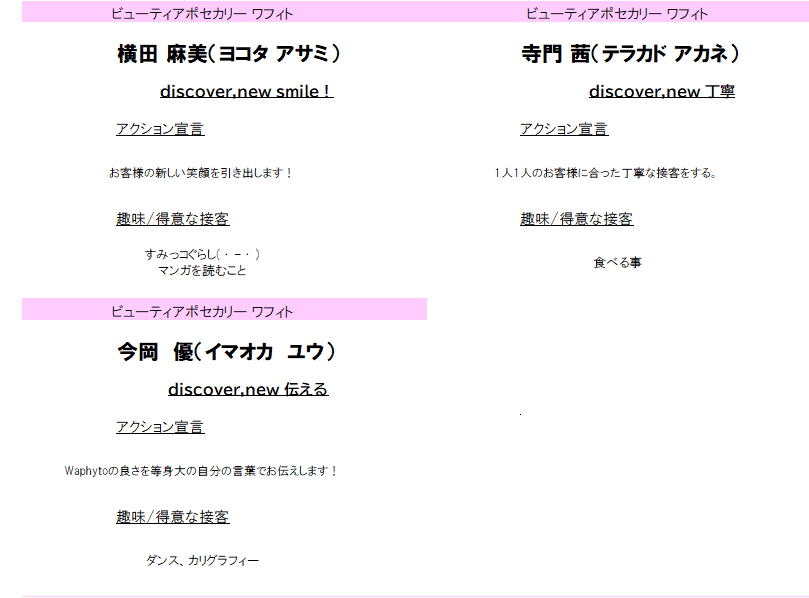 ビューティアポセカリー ワフィト
横田 麻美(ヨコタ アサミ)
discover,new smile！
アクション宣言
お客様の新しい笑顔を引き出します！
趣味/得意な接客
すみっコぐらし(・－・)
マンガを読むこと
ビューティアポセカリー ワフィト
寺門 茜(テラカド アカネ)
discover,new 丁寧
アクション宣言
1人1人のお客様に合った丁寧な接客をする。
趣味/得意な接客
食べる事
ビューティアポセカリー ワフィト
今岡　優(イマオカ　ユウ)
discover,new 伝える
アクション宣言
Waphytoの良さを等身大の自分の言葉でお伝えします！
趣味/得意な接客
ダンス、カリグラフィー